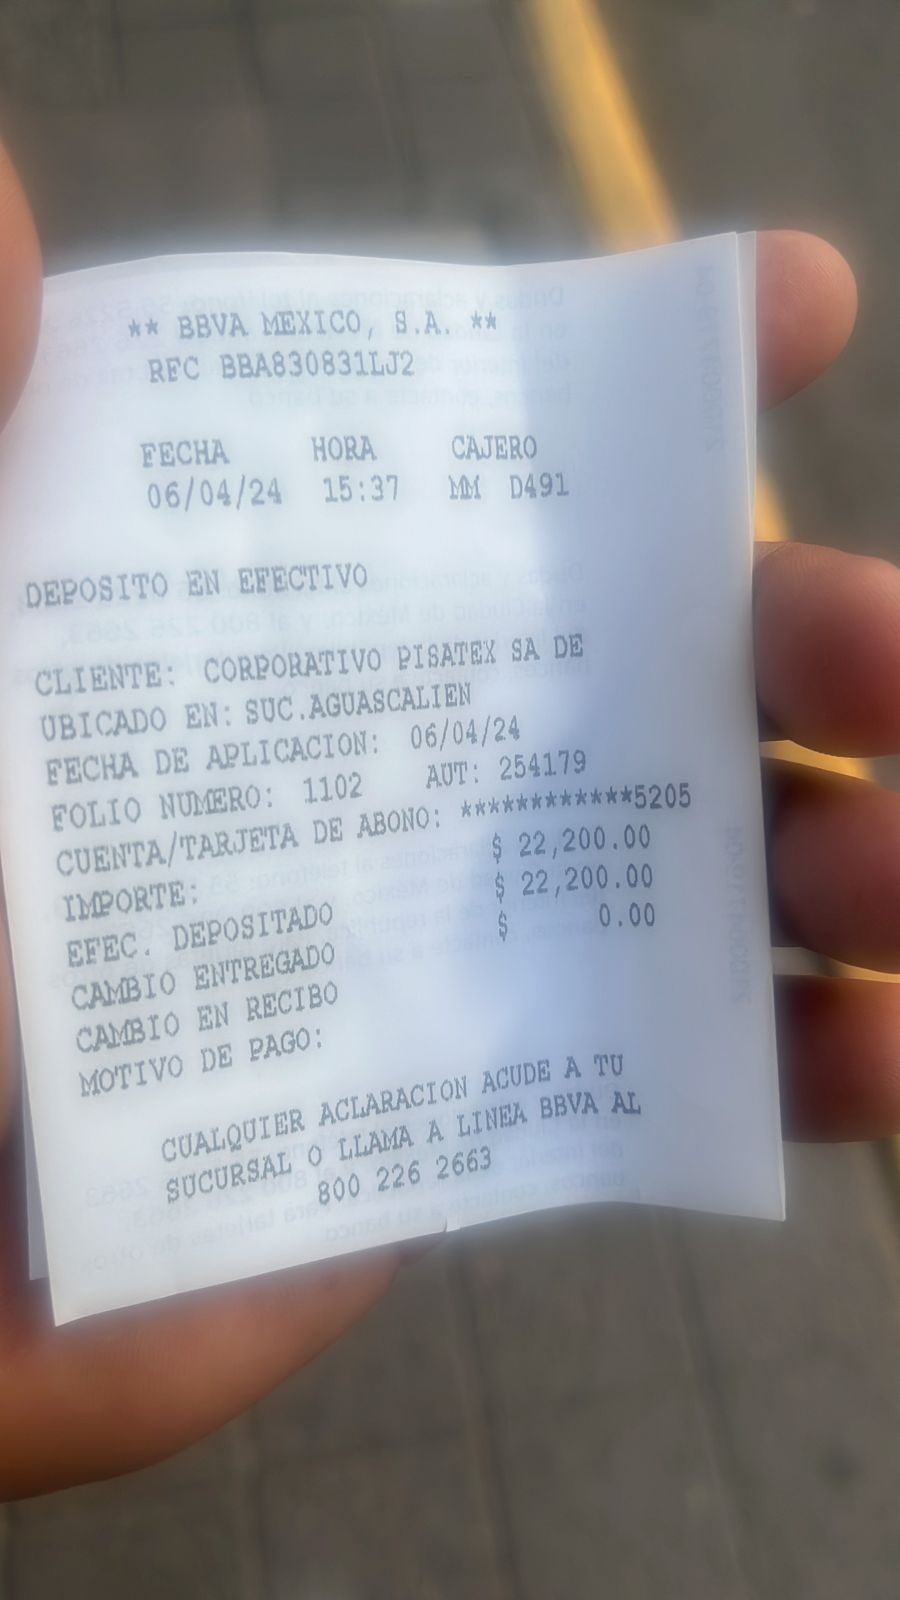 ** BBVA MEXICO, S.A. **
RFC BBA830831LJ2
FECHA HORA CAJERO
06/04/24 15:37 MM D491
DEPOSITO EN EFECTIVO
CLIENTE: CORPORATIVO PISATEX SA DE
UBICADO EN: SUC.AGUASCALIEN
FECHA DE APLICACION: 06/04/24
FOLIO NUMERO: 1102 AUT: 254179
CUENTA/TARJETA DE ABONO: ************5205
IMPORTE: $ 22,200.00
EFEC. DEPOSITADO $ 22,200.00
CAMBIO ENTREGADO $ 0.00
CAMBIO EN RECIBO
MOTIVO DE PAGO:
CUALQUIER ACLARACION ACUDE A TU
SUCURSAL O LLAMA A LINEA BBVA AL
800 226 2663